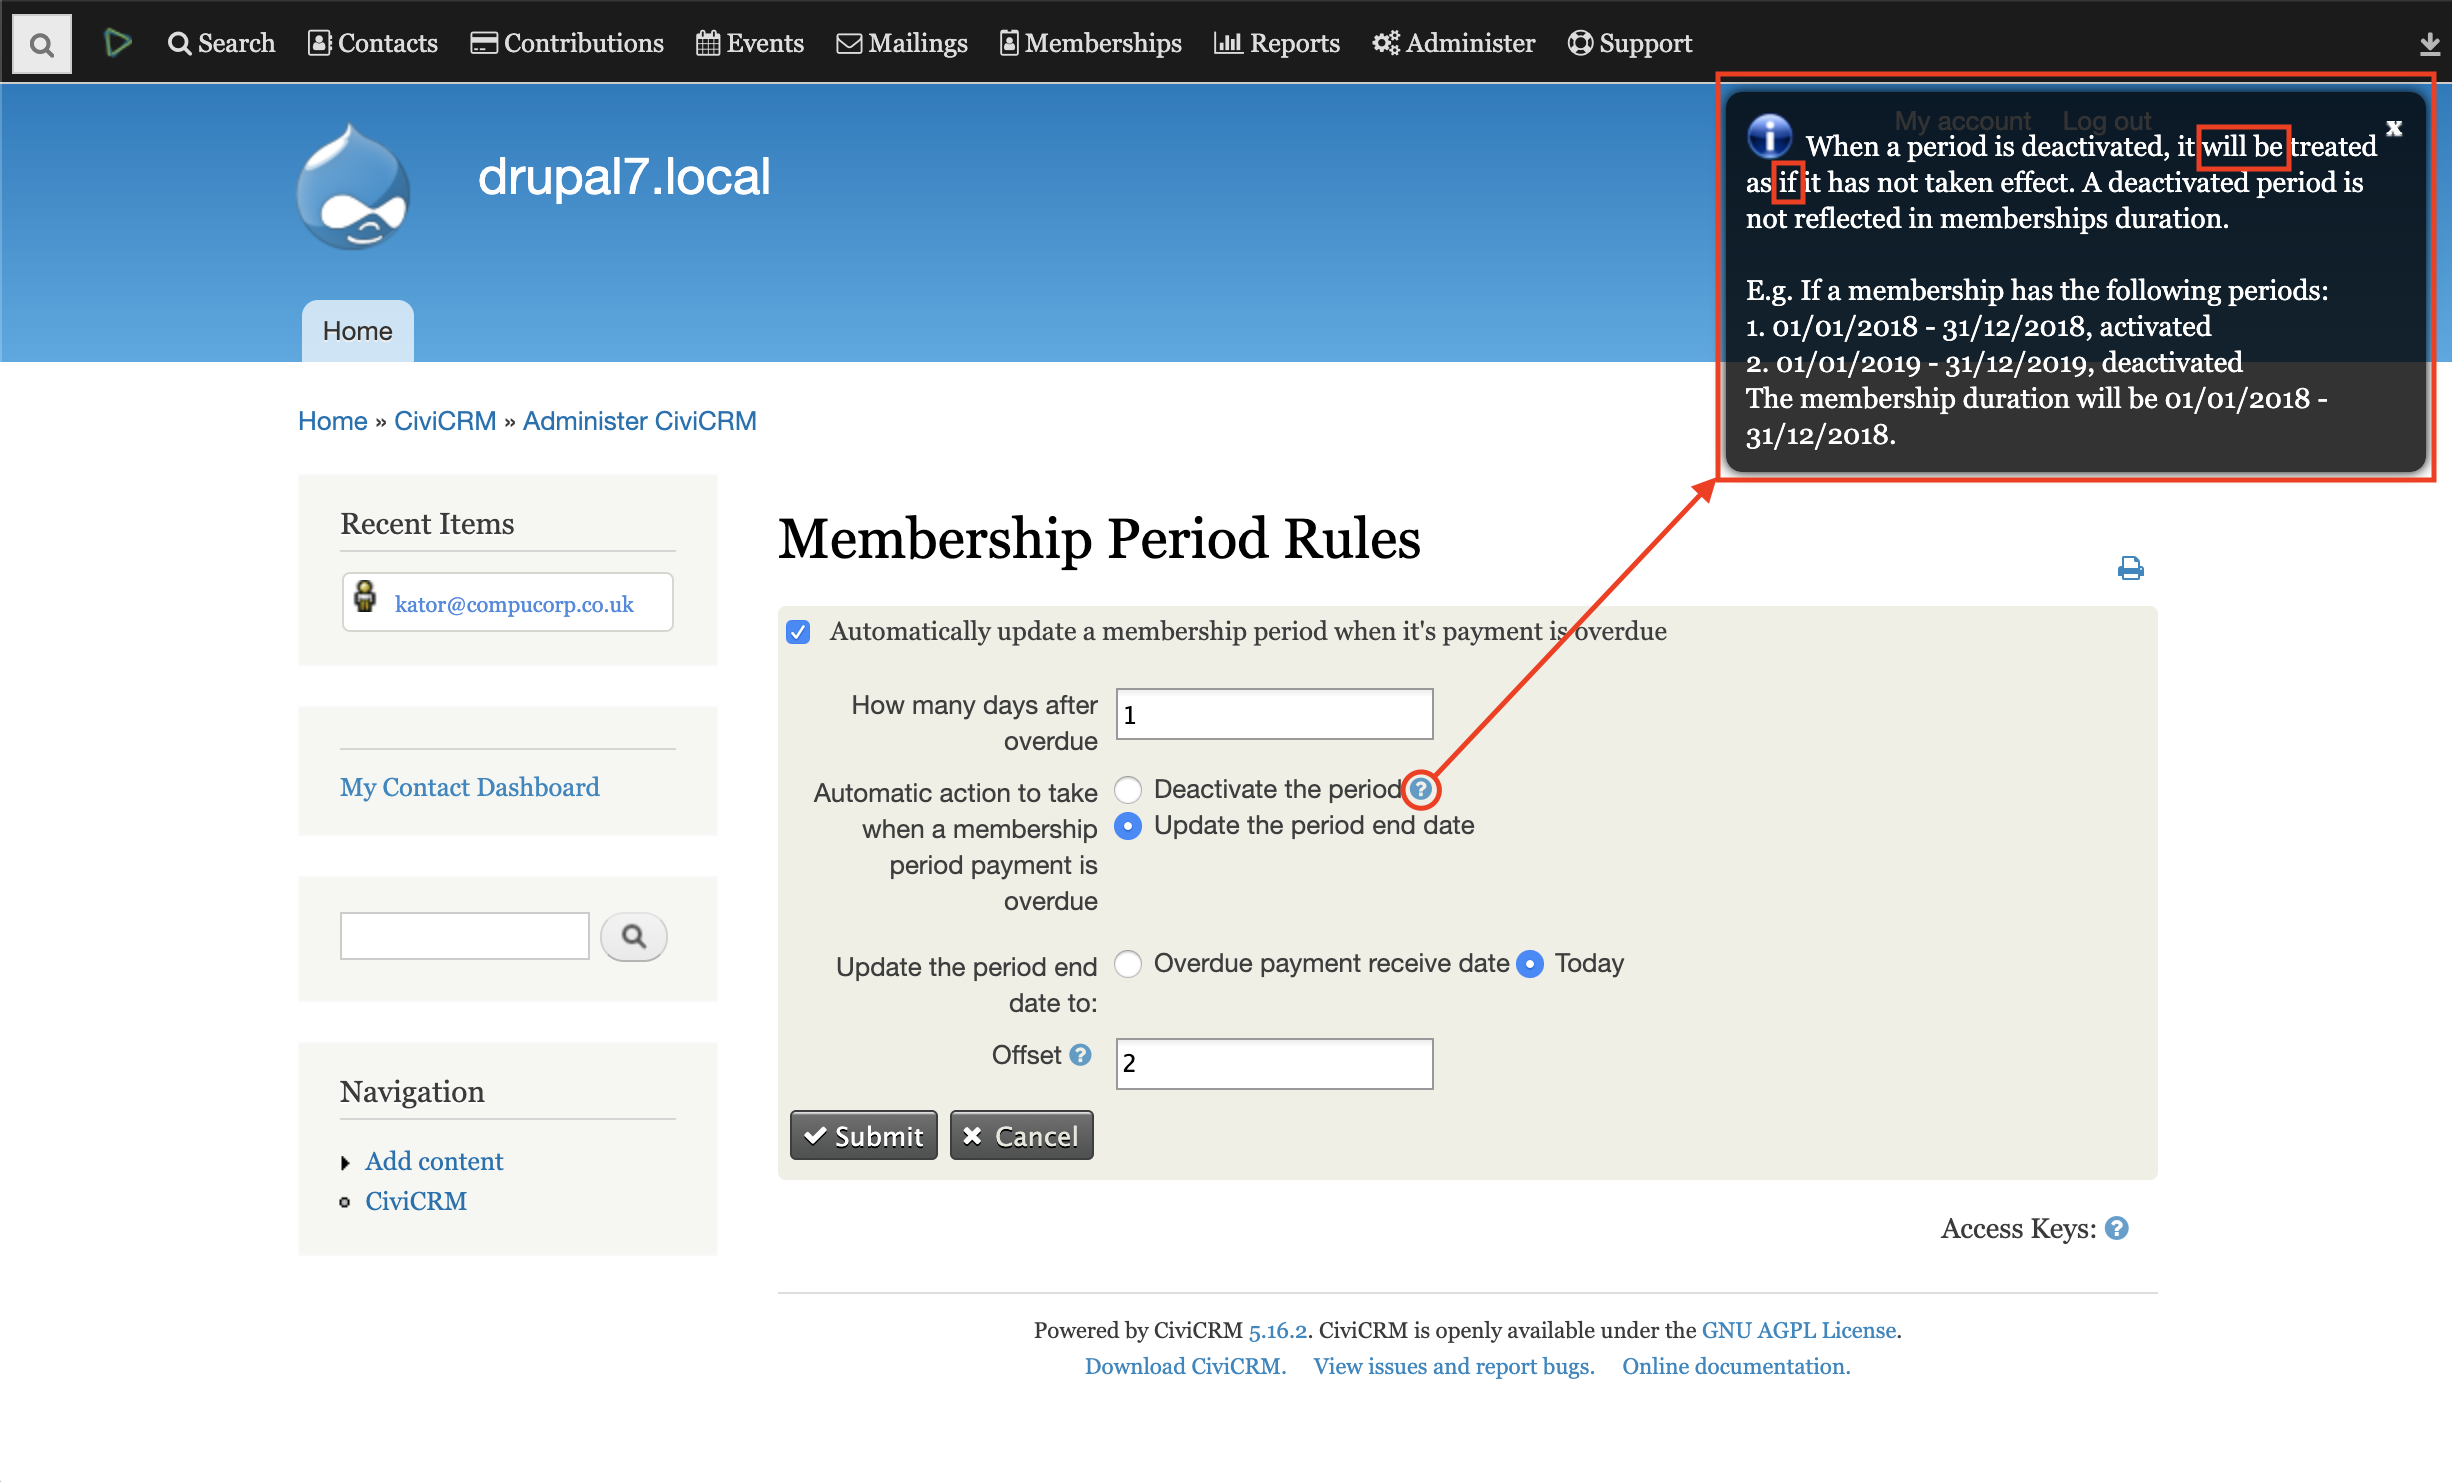 Search Contacts Contributions Events Mailings Memberships Reports Administer Support
My account Log out
drupal7.local
When a period is deactivated, it will be treated
as if it has not taken effect. A deactivated period is
not reflected in memberships duration.
E.g. If a membership has the following periods:
1. 01/01/2018 - 31/12/2018, activated
2. 01/01/2019 - 31/12/2019, deactivated
The membership duration will be 01/01/2018 -
31/12/2018.
Home
Home » CiviCRM » Administer CiviCRM
Recent Items
kator@compucorp.co.uk
My Contact Dashboard
Navigation
Add content
CiviCRM
Membership Period Rules
Automatically update a membership period when it's payment is overdue
How many days after
overdue
1
Automatic action to take
when a membership
period payment is
overdue
Deactivate the period ?
Update the period end date
Update the period end
date to:
Overdue payment receive date Today
Offset ?
2
Submit Cancel
Access Keys: ?
Powered by CiviCRM 5.16.2. CiviCRM is openly available under the GNU AGPL License.
Download CiviCRM. View issues and report bugs. Online documentation.